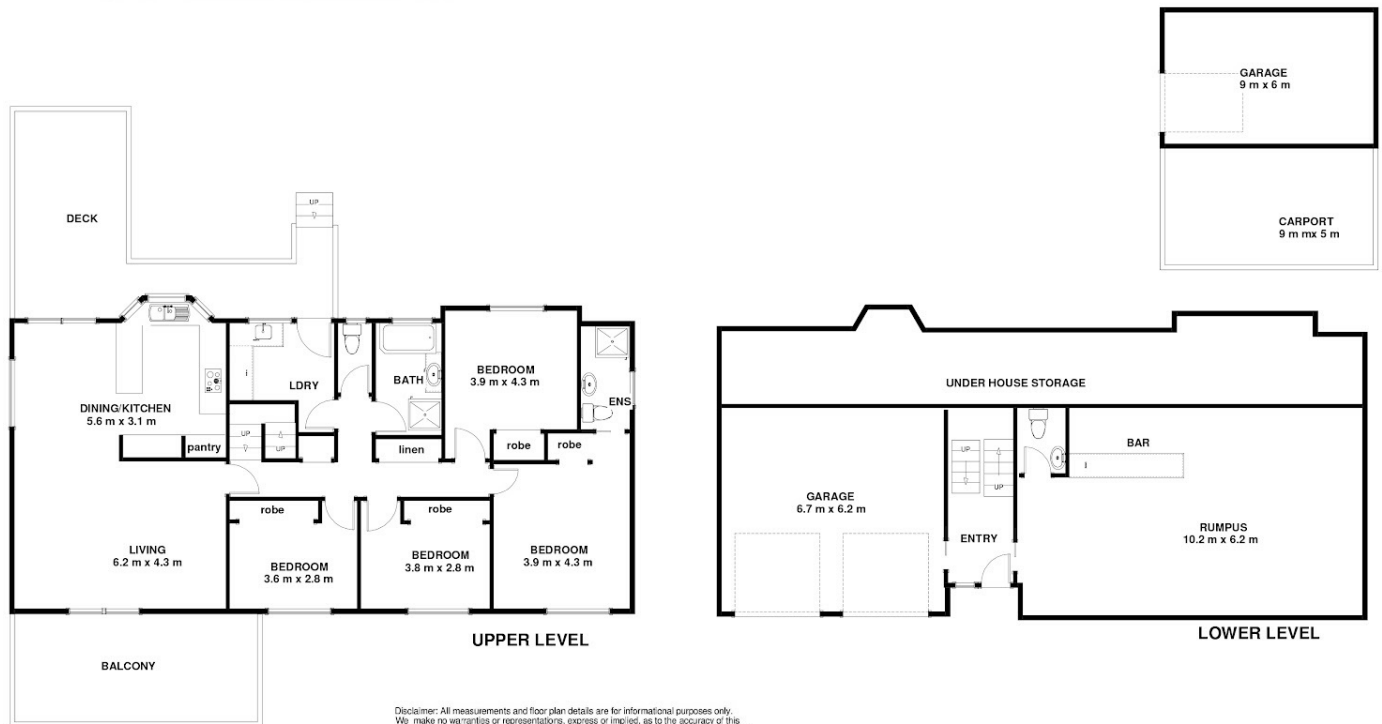 GARAGE
9 m x 6 m
CARPORT
9 m mx 5 m
DECK
UP
DINING/KITCHEN
5.6 m x 3.1 m
pantry
LDRY
UP
UP
BATH
linen
BEDROOM
3.9 m x 4.3 m
ENS
robe
robe
LIVING
6.2 m x 4.3 m
robe
BEDROOM
3.6 m x 2.8 m
robe
BEDROOM
3.8 m x 2.8 m
BEDROOM
3.9 m x 4.3 m
BALCONY
UPPER LEVEL
UNDER HOUSE STORAGE
GARAGE
6.7 m x 6.2 m
UP
UP
ENTRY
BAR
RUMPUS
10.2 m x 6.2 m
LOWER LEVEL
Disclaimer: All measurements and floor plan details are for informational purposes only.
We make no warranties or representations, express or implied, as to the accuracy of this